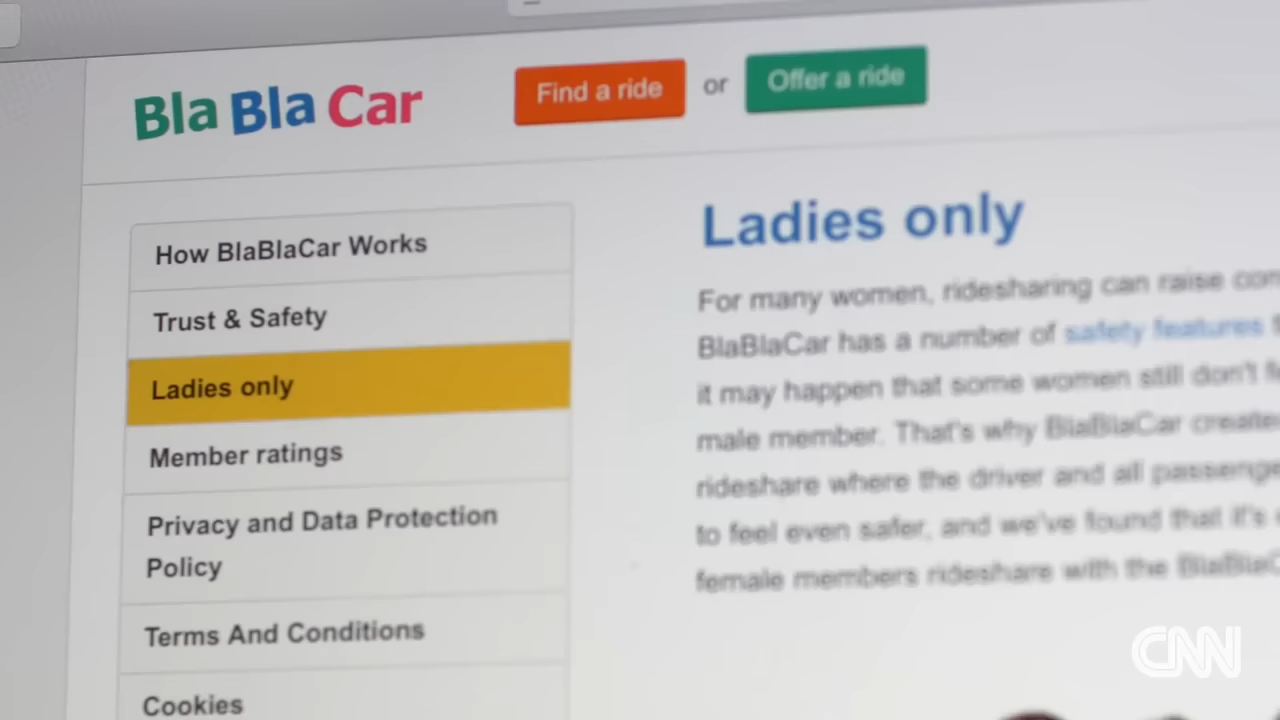 BlaBlaCar
Find a ride or Offer a ride
How BlaBlaCar Works
Trust & Safety
Ladies only
Member ratings
Privacy and Data Protection
Policy
Terms And Conditions
Cookies
Ladies only
For many women, ridesharing can raise
BlaBlaCar has a number of safety features
it may happen that some women still don't
male member. That's why BlaBlaCar
rideshare where the driver and all
to feel even safer, and we've found that it's
female members rideshare with the
CNN